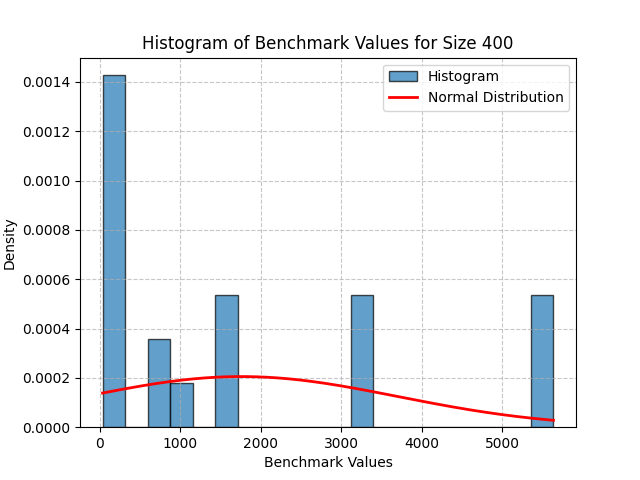 Histogram of Benchmark Values for Size 400
Histogram
Normal Distribution
0.0014
0.0012
0.0010
0.0008
0.0006
0.0004
0.0002
0.0000
Density
0
1000
2000
3000
4000
5000
Benchmark Values